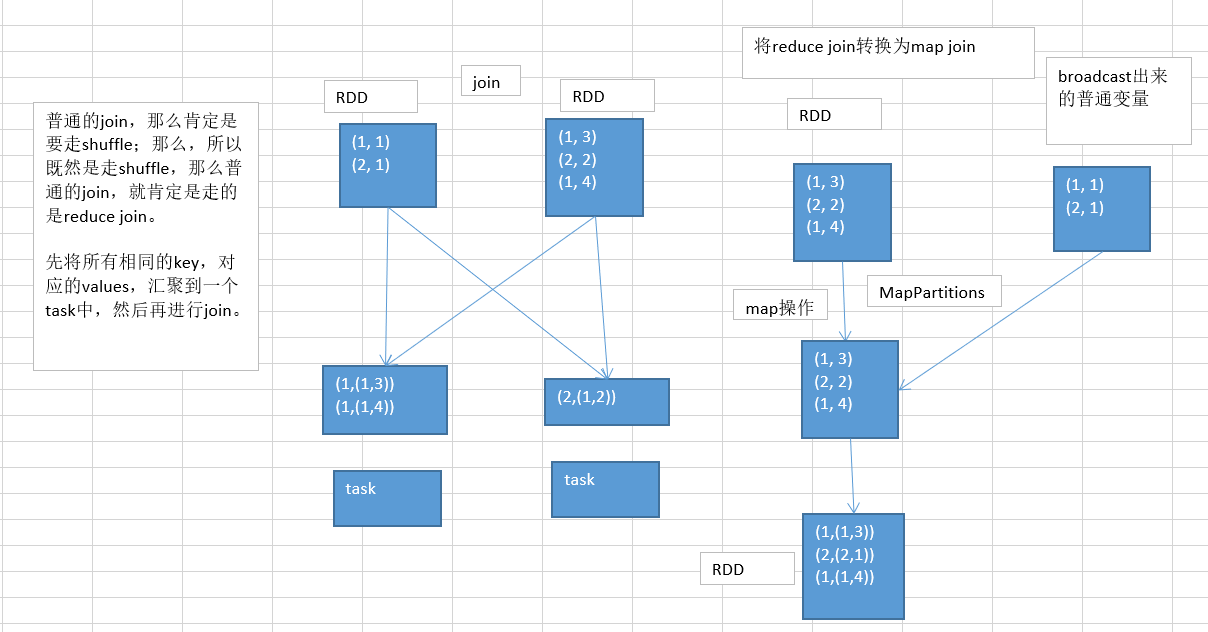 普通的join，那么肯定是
要走shuffle；那么，所以
既然是走shuffle，那么普
通的join，就肯定是走的
是reduce join。
先将所有相同的key，对
应的values，汇聚到一个
task中，然后再进行join。
RDD
join
RDD
(1, 1)
(2, 1)
(1, 3)
(2, 2)
(1, 4)
(1,(1,3))
(1,(1,4))
(2,(1,2))
task
task
将reduce join转换为map join
broadcast出来
的普通变量
RDD
(1, 3)
(2, 2)
(1, 4)
(1, 1)
(2, 1)
map操作
MapPartitions
(1, 3)
(2, 2)
(1, 4)
RDD
(1,(1,3))
(2,(2,1))
(1,(1,4))